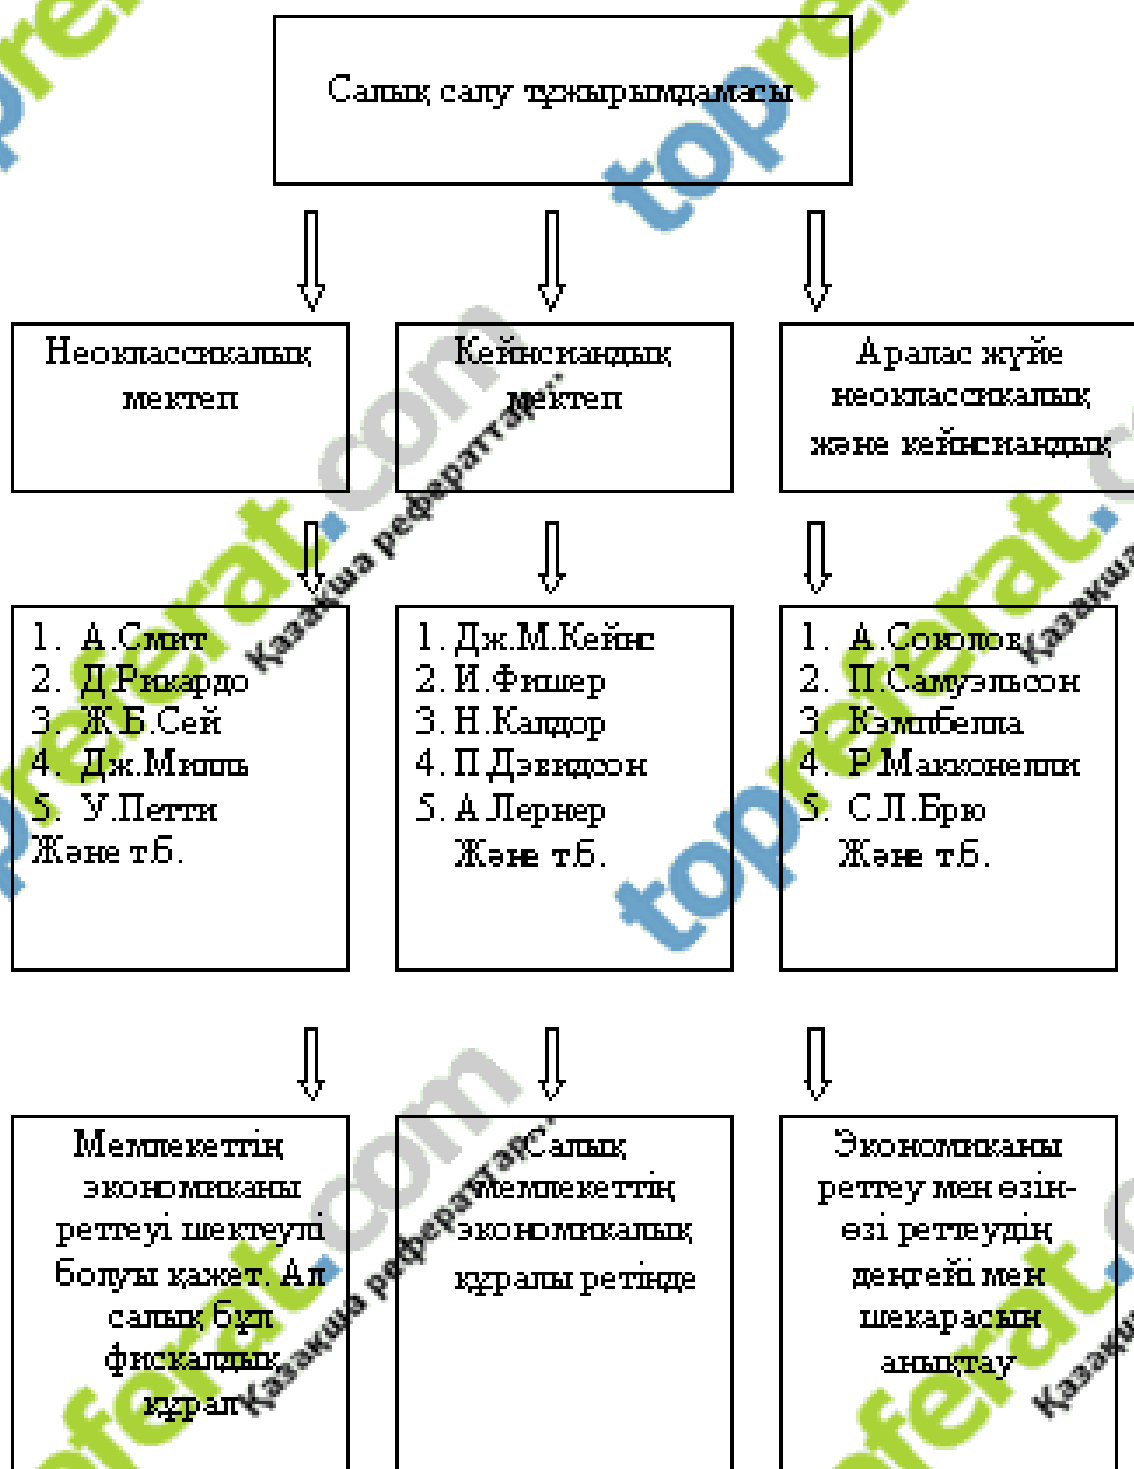 Салық салу тұжырымдамасы
Неоклассикалық
мектеп
Кейнсиандық
мектеп
Аралас жүйе
неоклассикалық
және кейнсиандық
1. А.Смит
2. Д.Рикардо
3. Ж.Б.Сей
4. Дж.Милль
5. У.Петти
Және т.б.
1. Дж.М.Кейнс
2. И.Фишер
3. Н.Калдор
4. П.Дэвидсон
5. А.Лернер
Және т.б.
1. А.Соколов
2. П.Самуэльсон
3. Кэмпбелла
4. Р.Макконелли
5. С.Л.Брю
Және т.б.
Мемлекеттің
экономиканы
реттеуі шектеулі
болуы қажет. Ал
салық бұл
фискалдық
құрал
Салық
мемлекеттің
экономикалық
құралы ретінде
Экономиканы
реттеу мен өзін-
өзі реттеудің
деңгейі мен
шекарасын
анықтау
topreferat.com
Қазақша рефераттар...